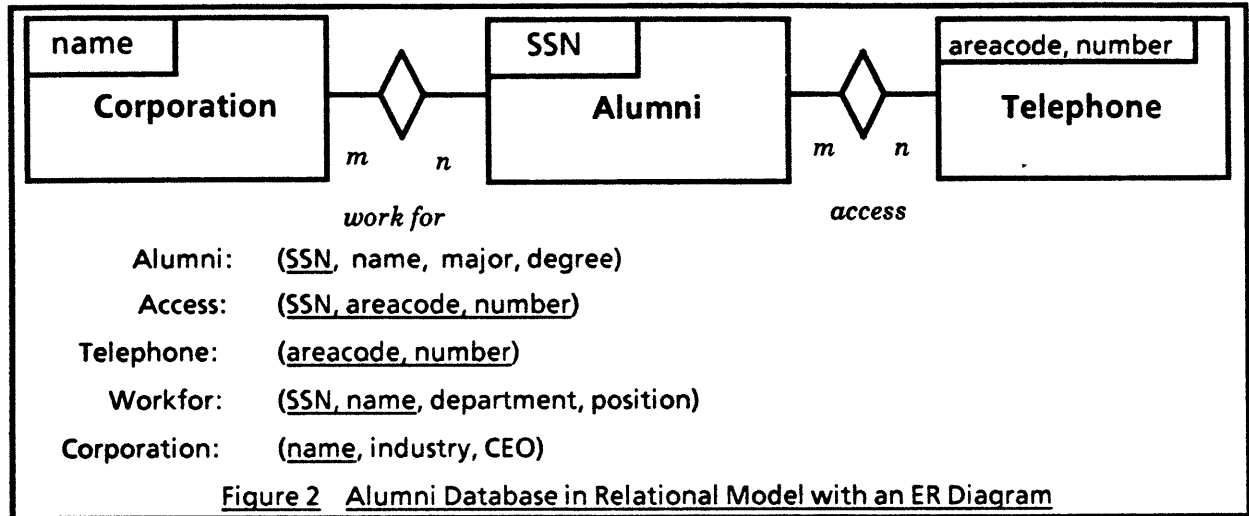 name
SSN
areacode, number
Corporation
Alumni
Telephone
m n
m n
work for
access
Alumni: (SSN, name, major, degree)
Access: (SSN, areacode, number)
Telephone: (areacode, number)
Workfor: (SSN, name, department, position)
Corporation: (name, industry, CEO)
Figure 2 Alumni Database in Relational Model with an ER Diagram